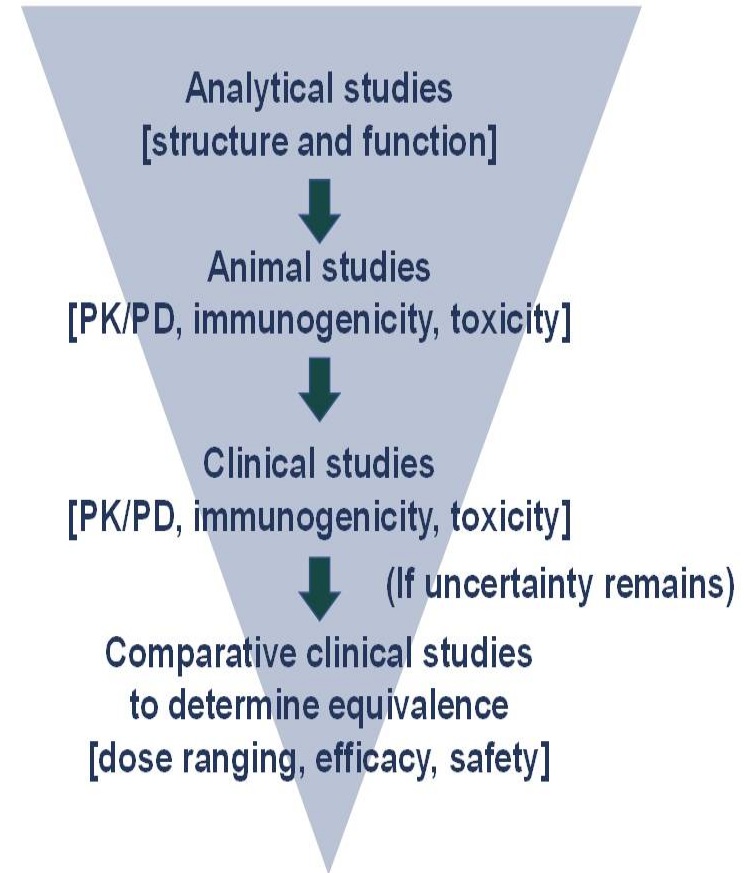 Analytical studies
[structure and function]
Animal studies
[PK/PD, immunogenicity, toxicity]
Clinical studies
[PK/PD, immunogenicity, toxicity]
(If uncertainty remains)
Comparative clinical studies
to determine equivalence
[dose ranging, efficacy, safety]